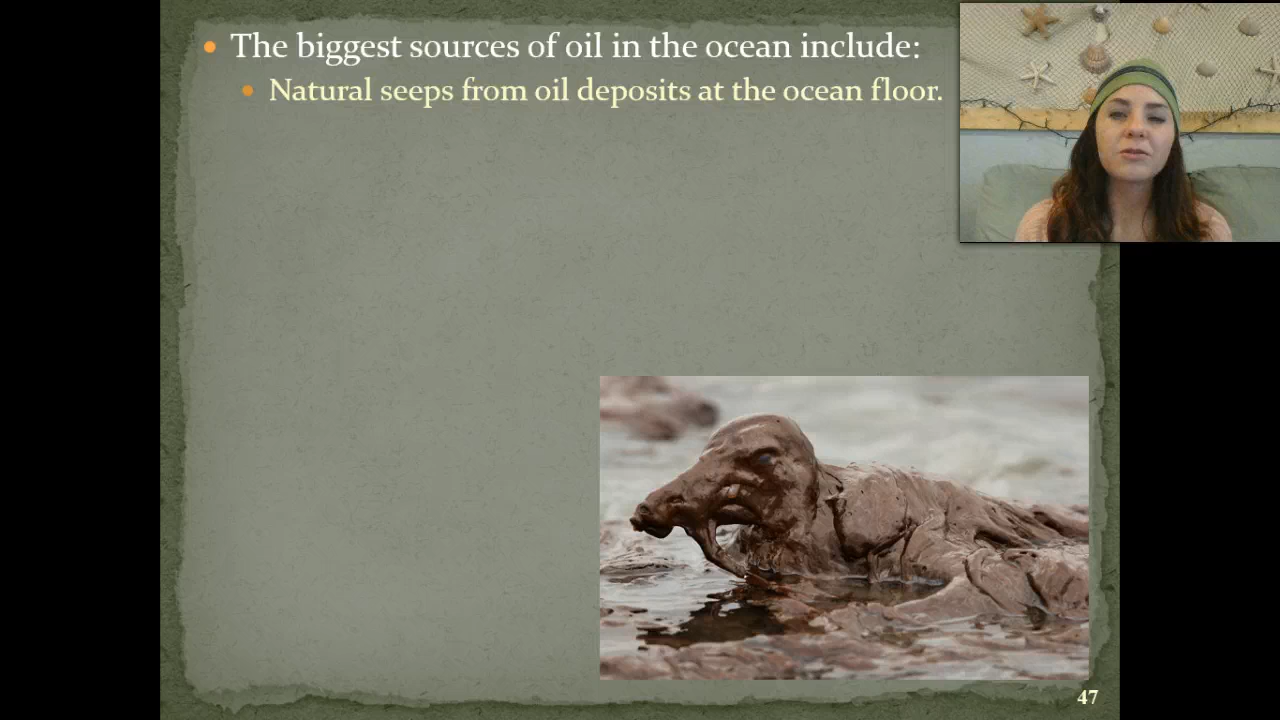 The biggest sources of oil in the ocean include:
Natural seeps from oil deposits at the ocean floor.
47